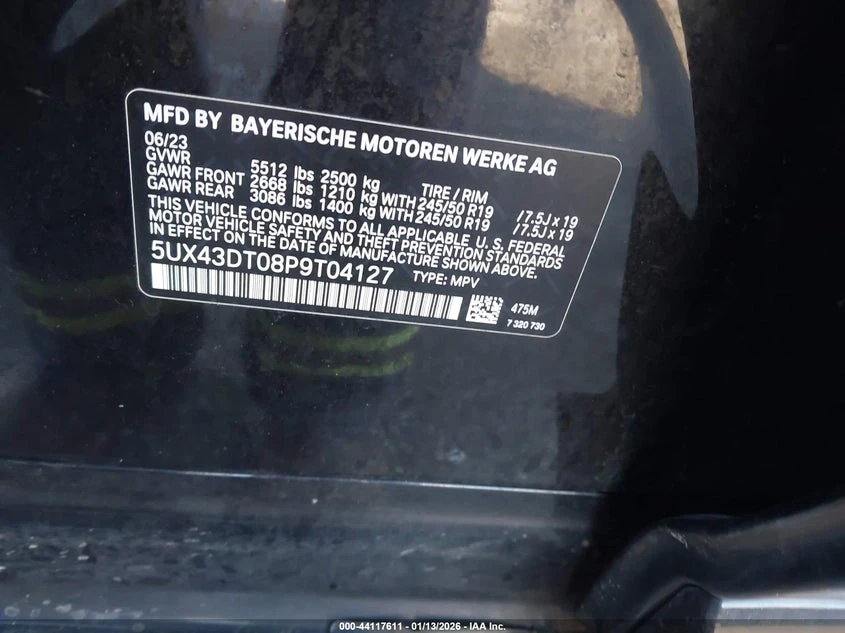 MFD BY BAYERISCHE MOTOREN WERKE AG
06/23
GVWR 5512 lbs 2500 kg TIRE / RIM
GAWR FRONT 2668 lbs 1210 kg WITH 245/50 R19 / 7.5J x 19
GAWR REAR 3086 lbs 1400 kg WITH 245/50 R19 / 7.5J x 19
THIS VEHICLE CONFORMS TO ALL APPLICABLE U. S. FEDERAL
MOTOR VEHICLE SAFETY AND THEFT PREVENTION STANDARDS
IN EFFECT ON THE DATE OF MANUFACTURE SHOWN ABOVE.
5UX43DT08P9T04127 TYPE: MPV
475M
7 320 730
000-44117611 - 01/13/2026 - IAA Inc.